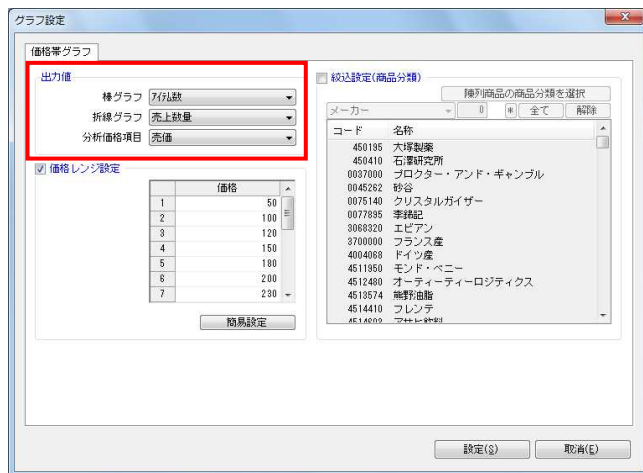 グラフ設定
価格帯グラフ
出力値
棒グラフ ｱｲﾃﾑ数
折線グラフ 売上数量
分析価格項目 売価
価格レンジ設定
価格
1 50
2 100
3 120
4 150
5 180
6 200
7 230
簡易設定
絞込設定(商品分類)
陳列商品の商品分類を選択
メーカー 0 * 全て 解除
コード 名称
450195 大塚製薬
450410 石澤研究所
0037000 プロクター・アンド・ギャンブル
0045262 砂谷
0075140 クリスタルガイザー
0077895 李錦記
3068320 エビアン
3700000 フランス産
4004068 ドイツ産
4511950 モンド・ペニー
4512480 オーティーティーロジティクス
4513574 熊野油脂
4514410 フレンテ
4514603 アサヒ飲料
設定(S) 取消(E)